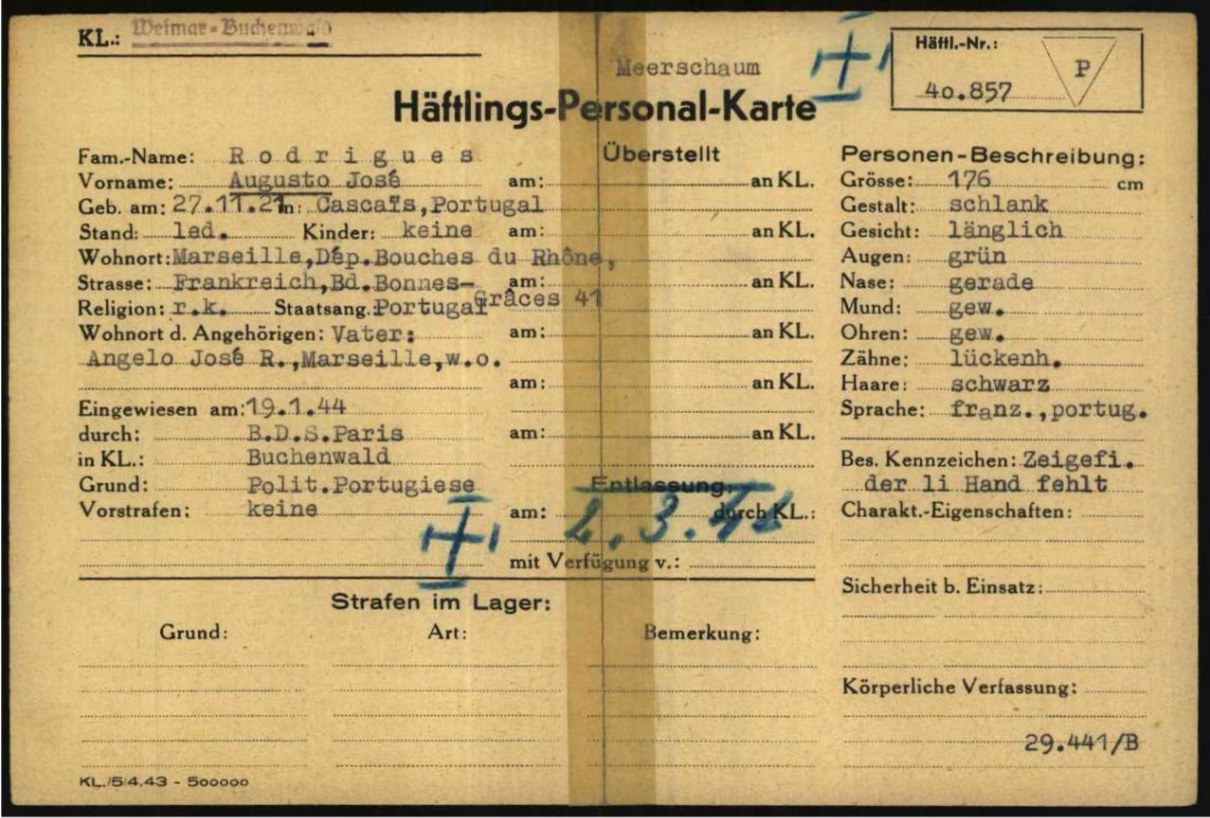 KL.: Weimar-Buchenwald
Meerschaum
Häftl.-Nr.:
40.857
P
Häftlings-Personal-Karte
Fam.-Name: Rodrigues
Vorname: Augusto José
Geb. am: 27.11.21 in: Cascaïs,Portugal
Stand: led. Kinder: keine
Wohnort: Marseille,Dép.Bouches du Rhône,
Strasse: Frankreich,Bd.Bonnes-
Grâces 41
Religion: r.k. Staatsang. Portugal
Wohnort d. Angehörigen: Vater:
Angelo José R.,Marseille,w.o.
Eingewiesen am: 19.1.44
durch: B.D.S.Paris
in KL.: Buchenwald
Grund: Polit.Portugiese
Vorstrafen: keine
Überstellt
am: an KL.
am: an KL.
am: an KL.
am: an KL.
am: an KL.
am: an KL.
Entlassung:
am: durch KL.:
mit Verfügung v.:
Personen-Beschreibung:
Grösse: 176 cm
Gestalt: schlank
Gesicht: länglich
Augen: grün
Nase: gerade
Mund: gew.
Ohren: gew.
Zähne: lückenh.
Haare: schwarz
Sprache: franz.,portug.
Bes. Kennzeichen: Zeigefi.
der li Hand fehlt
Charakt.-Eigenschaften:
Sicherheit b. Einsatz:
Körperliche Verfassung:
29.441/B
Strafen im Lager:
Grund: Art: Bemerkung:
KL./5/4.43 - 500000